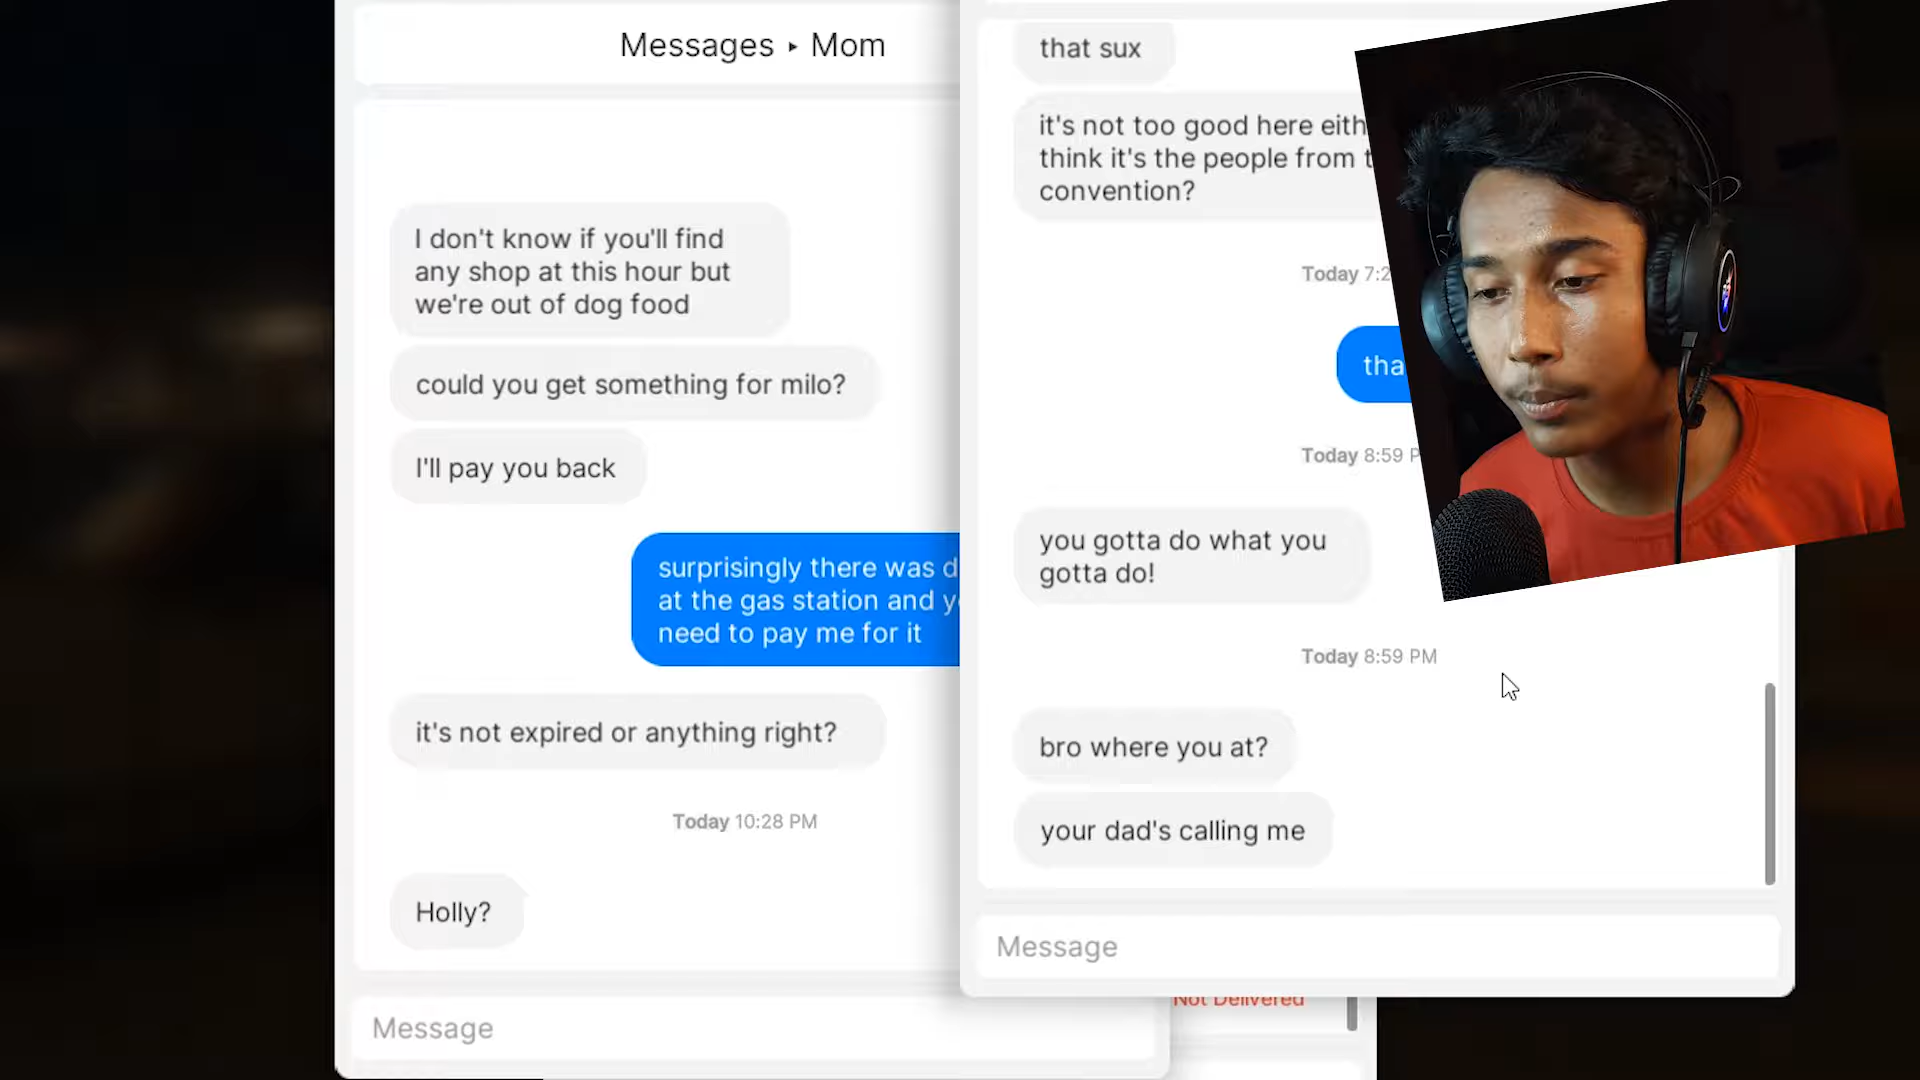 Messages ▸ Mom
I don't know if you'll find
any shop at this hour but
we're out of dog food
could you get something for milo?
I'll pay you back
surprisingly there was
at the gas station and
need to pay me for it
it's not expired or anything right?
Today 10:28 PM
Holly?
Message
that sux
it's not too good here
think it's the people from
convention?
Today
Today 8:59
you gotta do what you
gotta do!
Today 8:59 PM
bro where you at?
your dad's calling me
Message
Not Delivered